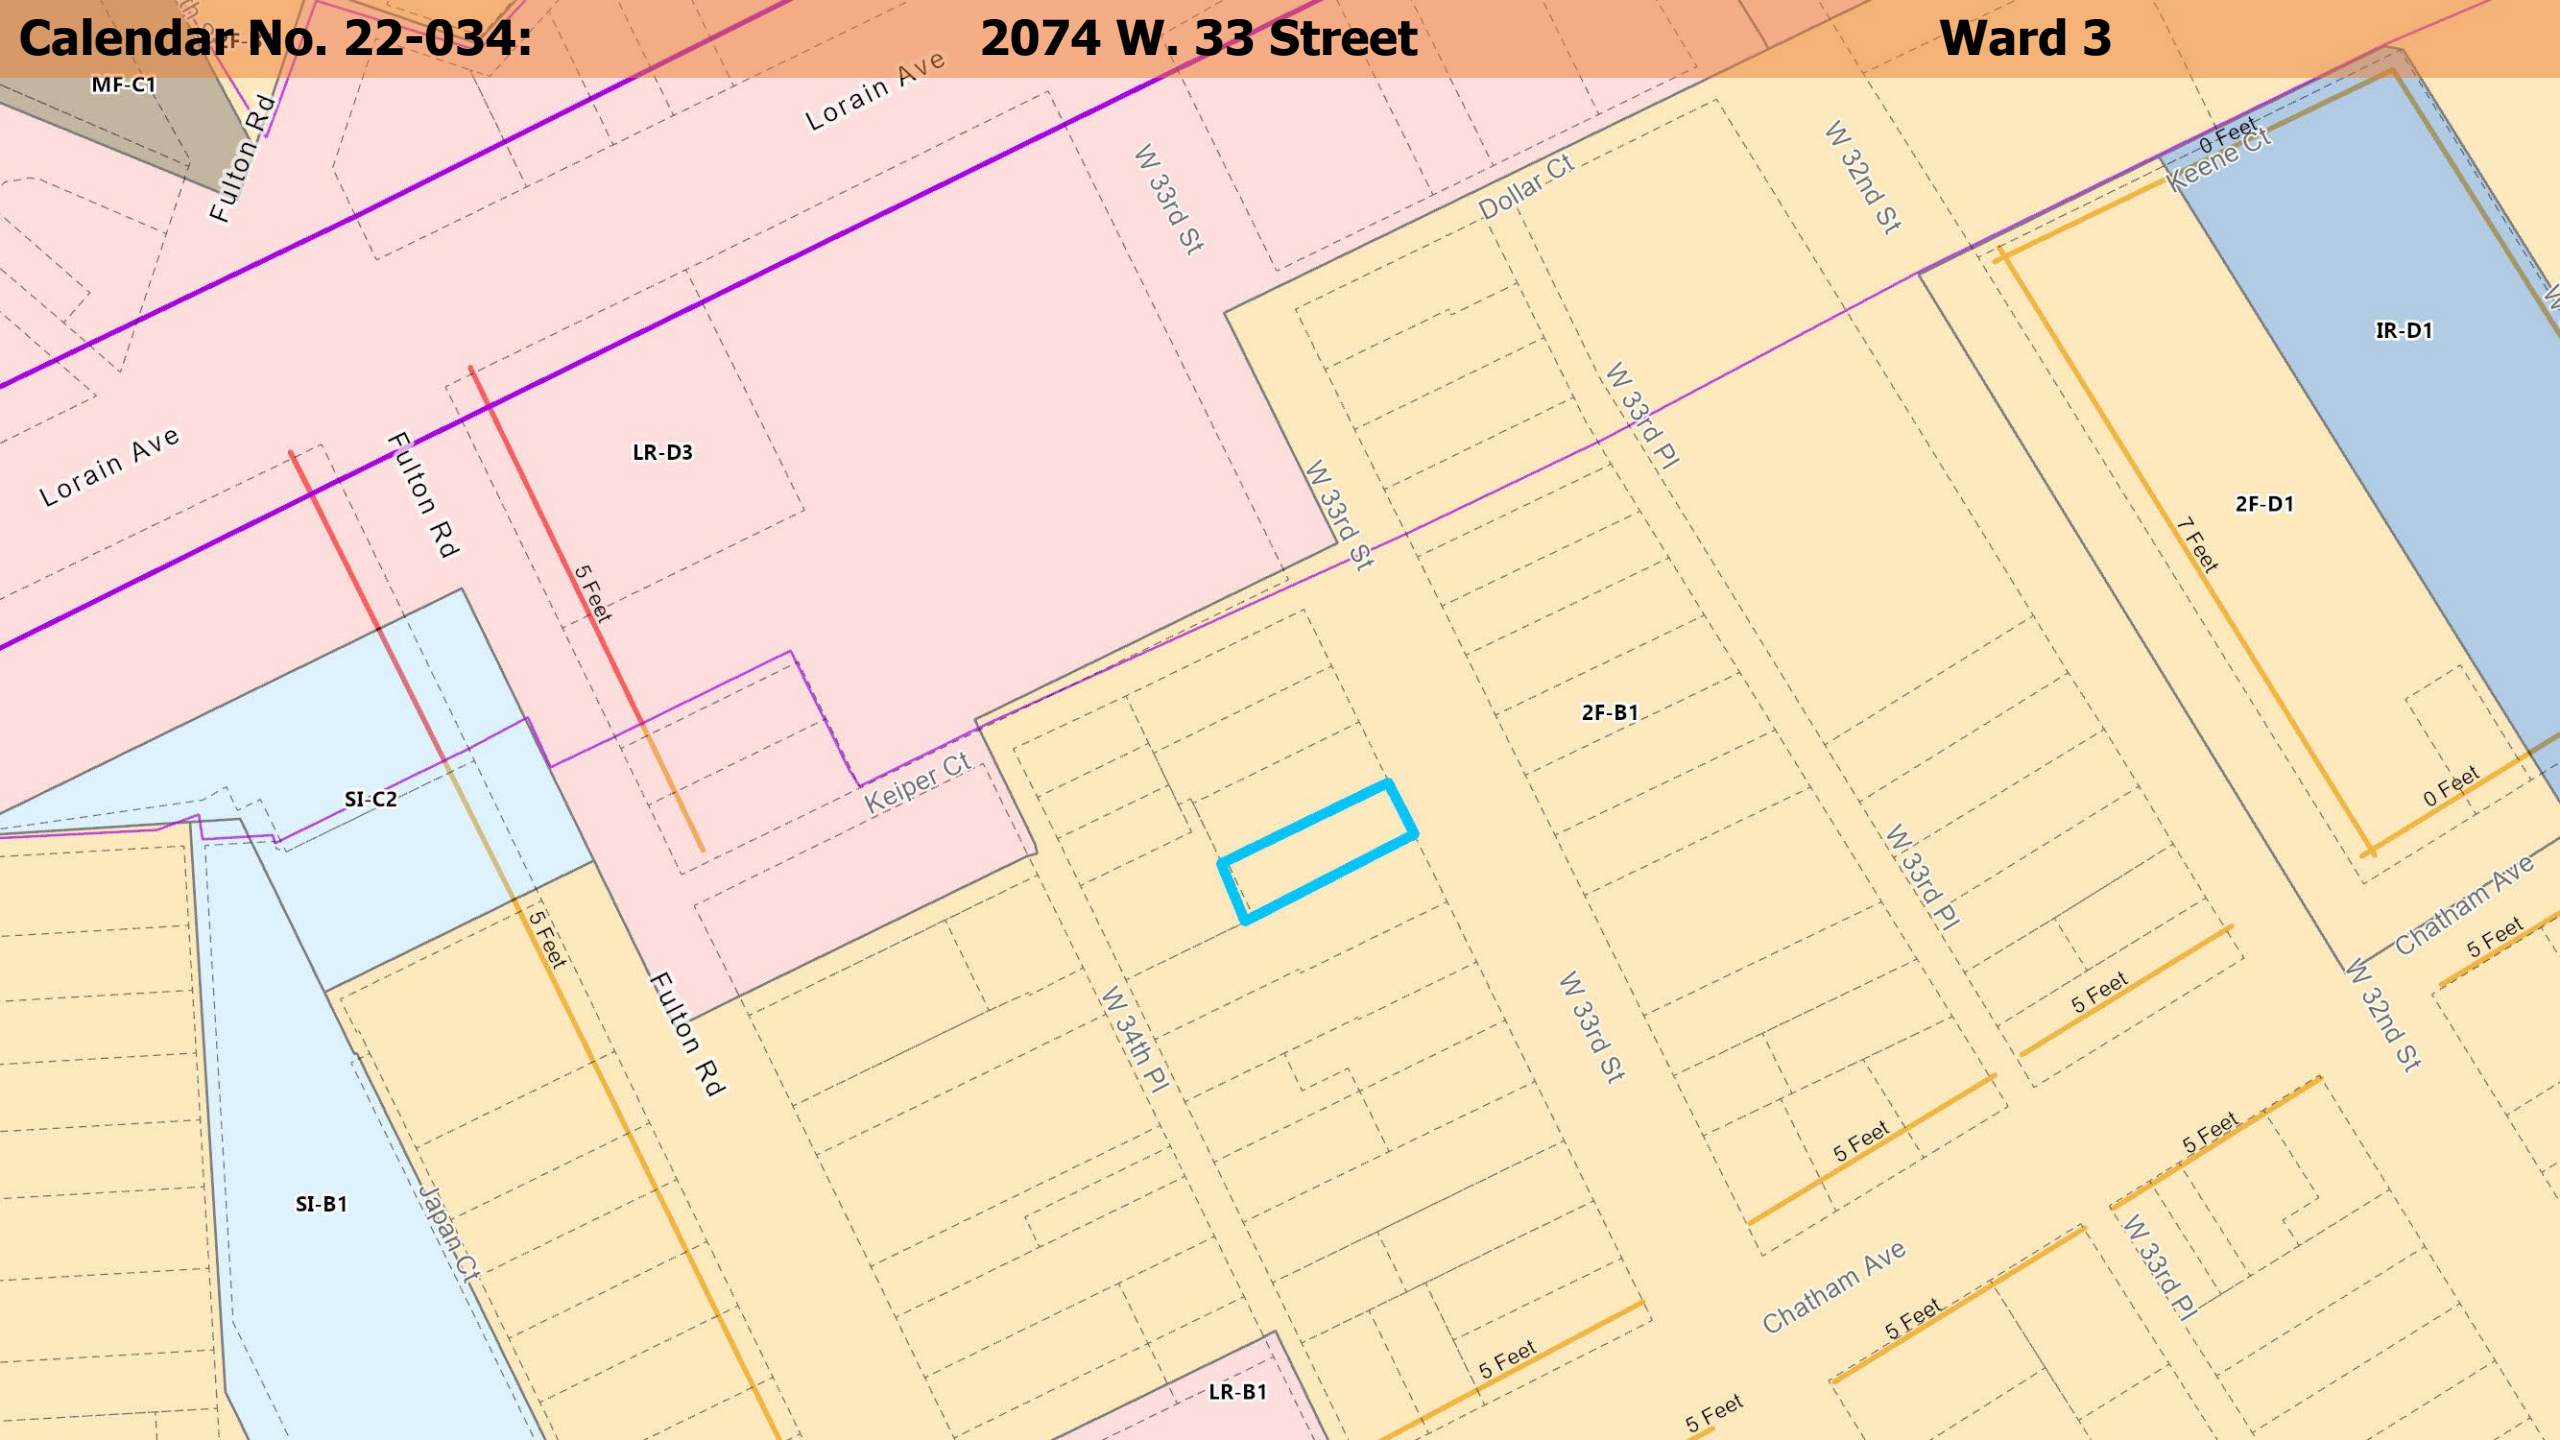 Calendar No. 22-034:
2074 W. 33 Street
Ward 3
MF-C1
Fulton Rd
Lorain Ave
W 33rd St
Dollar Ct
W 32nd St
0 Feet
Keene Ct
IR-D1
Lorain Ave
Fulton Rd
LR-D3
W 33rd Pl
W 33rd St
2F-D1
7 Feet
5 Feet
2F-B1
SI-C2
Keiper Ct
0 Feet
W 33rd Pl
Chatham Ave
5 Feet
5 Feet
Fulton Rd
W 34th Pl
W 33rd St
5 Feet
W 32nd St
5 Feet
5 Feet
SI-B1
Japan Ct
Chatham Ave
W 33rd Pl
5 Feet
5 Feet
LR-B1
5 Feet